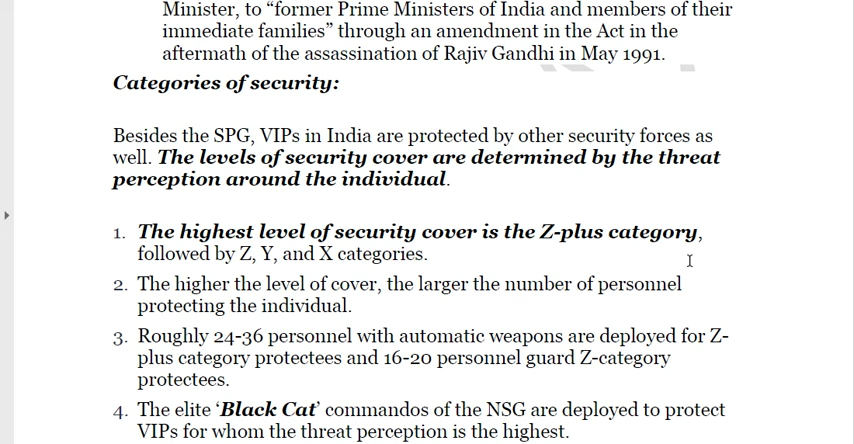 Minister, to “former Prime Ministers of India and members of their
immediate families” through an amendment in the Act in the
aftermath of the assassination of Rajiv Gandhi in May 1991.
Categories of security:
Besides the SPG, VIPs in India are protected by other security forces as
well. The levels of security cover are determined by the threat
perception around the individual.
1. The highest level of security cover is the Z-plus category,
followed by Z, Y, and X categories.
2. The higher the level of cover, the larger the number of personnel
protecting the individual.
3. Roughly 24-36 personnel with automatic weapons are deployed for Z-
plus category protectees and 16-20 personnel guard Z-category
protectees.
4. The elite ‘Black Cat’ commandos of the NSG are deployed to protect
VIPs for whom the threat perception is the highest.